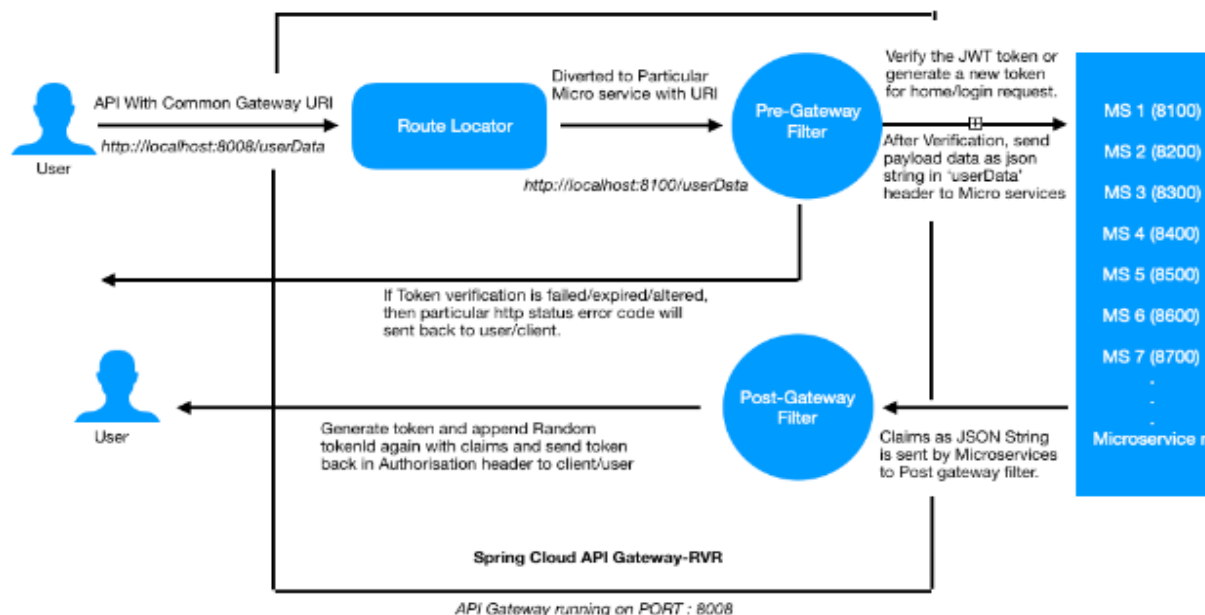 Verify the JWT token or
generate a new token
for home/login request.
Diverted to Particular
Micro service with URI
API With Common Gateway URI
http://localhost:8008/userData
User
Route Locator
http://localhost:8100/userData
Pre-Gateway
Filter
After Verification, send
payload data as json
string in 'userData'
header to Micro services
MS 1 (8100)
MS 2 (8200)
MS 3 (8300)
MS 4 (8400)
MS 5 (8500)
MS 6 (8600)
MS 7 (8700)
.
.
.
Microservice n
If Token verification is failed/expired/altered,
then particular http status error code will
sent back to user/client.
Post-Gateway
Filter
User
Generate token and append Random
tokenId again with claims and send token
back in Authorisation header to client/user
Claims as JSON String
is sent by Microservices
to Post gateway filter.
Spring Cloud API Gateway-RVR
API Gateway running on PORT : 8008